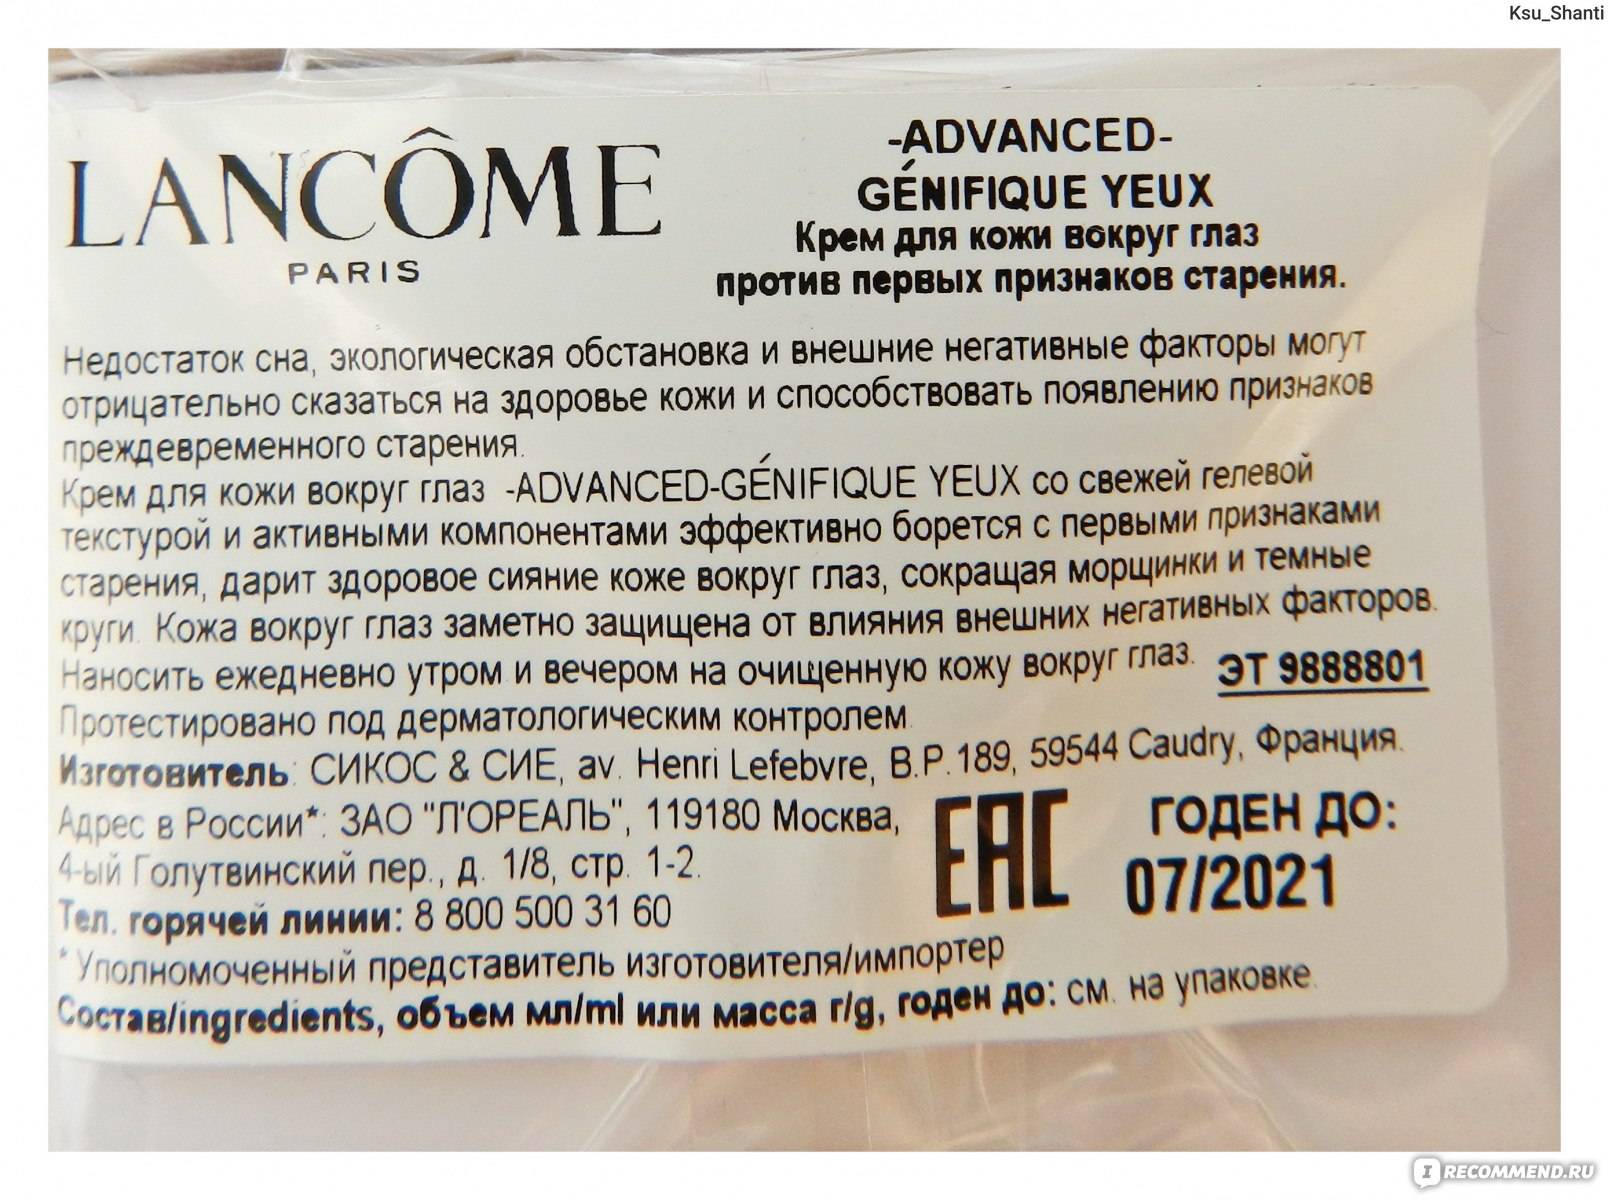 Ksu_Shanti
LANCÔME
PARIS
-ADVANCED-
GÉNIFIQUE YEUX
Крем для кожи вокруг глаз
против первых признаков старения.
Недостаток сна, экологическая обстановка и внешние негативные факторы могут
отрицательно сказаться на здоровье кожи и способствовать появлению признаков
преждевременного старения.
Крем для кожи вокруг глаз -ADVANCED-GÉNIFIQUE YEUX со свежей гелевой
текстурой и активными компонентами эффективно борется с первыми признаками
старения, дарит здоровое сияние коже вокруг глаз, сокращая морщинки и темные
круги. Кожа вокруг глаз заметно защищена от влияния внешних негативных факторов.
Наносить ежедневно утром и вечером на очищенную кожу вокруг глаз.
ЭТ 9888801
Протестировано под дерматологическим контролем.
Изготовитель: СИКОС & СИЕ, av. Henri Lefebvre, B.P. 189, 59544 Caudry, Франция.
Адрес в России*: ЗАО "Л'ОРЕАЛЬ", 119180 Москва,
4-ый Голутвинский пер., д. 1/8, стр. 1-2.
Тел. горячей линии: 8 800 500 31 60
EAC
ГОДЕН ДО:
07/2021
* Уполномоченный представитель изготовителя/импортер
Состав/ingredients, объем мл/ml или масса г/g, годен до: см. на упаковке.
I RECOMMEND.RU